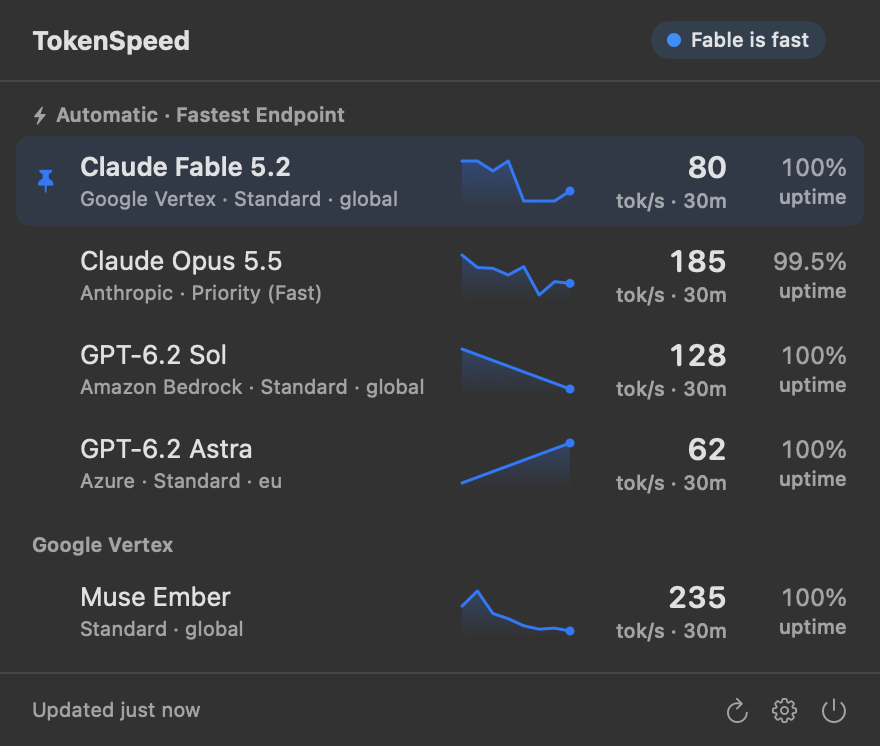 TokenSpeed
Fable is fast
Automatic · Fastest Endpoint
Claude Fable 5.2
Google Vertex · Standard · global
80
tok/s · 30m
100%
uptime
Claude Opus 5.5
Anthropic · Priority (Fast)
185
tok/s · 30m
99.5%
uptime
GPT-6.2 Sol
Amazon Bedrock · Standard · global
128
tok/s · 30m
100%
uptime
GPT-6.2 Astra
Azure · Standard · eu
62
tok/s · 30m
100%
uptime
Google Vertex
Muse Ember
Standard · global
235
tok/s · 30m
100%
uptime
Updated just now